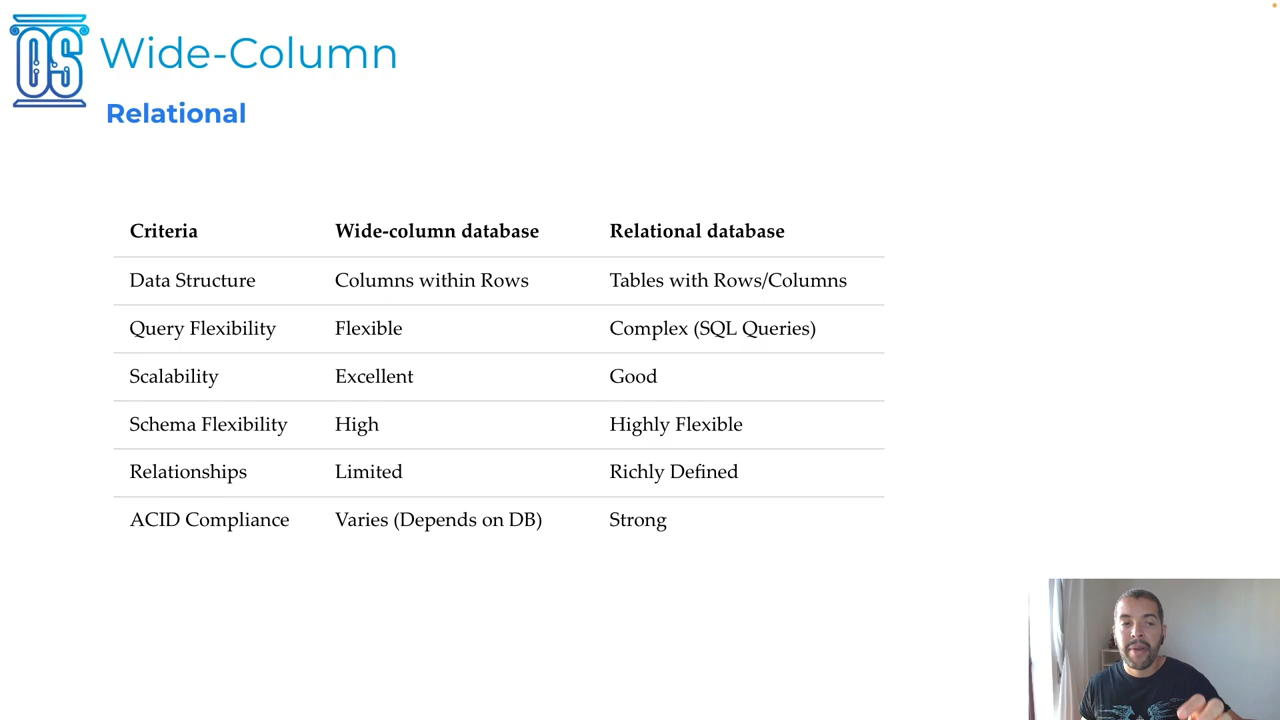 OS
Wide-Column
Relational
Criteria Wide-column database Relational database
Data Structure Columns within Rows Tables with Rows/Columns
Query Flexibility Flexible Complex (SQL Queries)
Scalability Excellent Good
Schema Flexibility High Highly Flexible
Relationships Limited Richly Defined
ACID Compliance Varies (Depends on DB) Strong